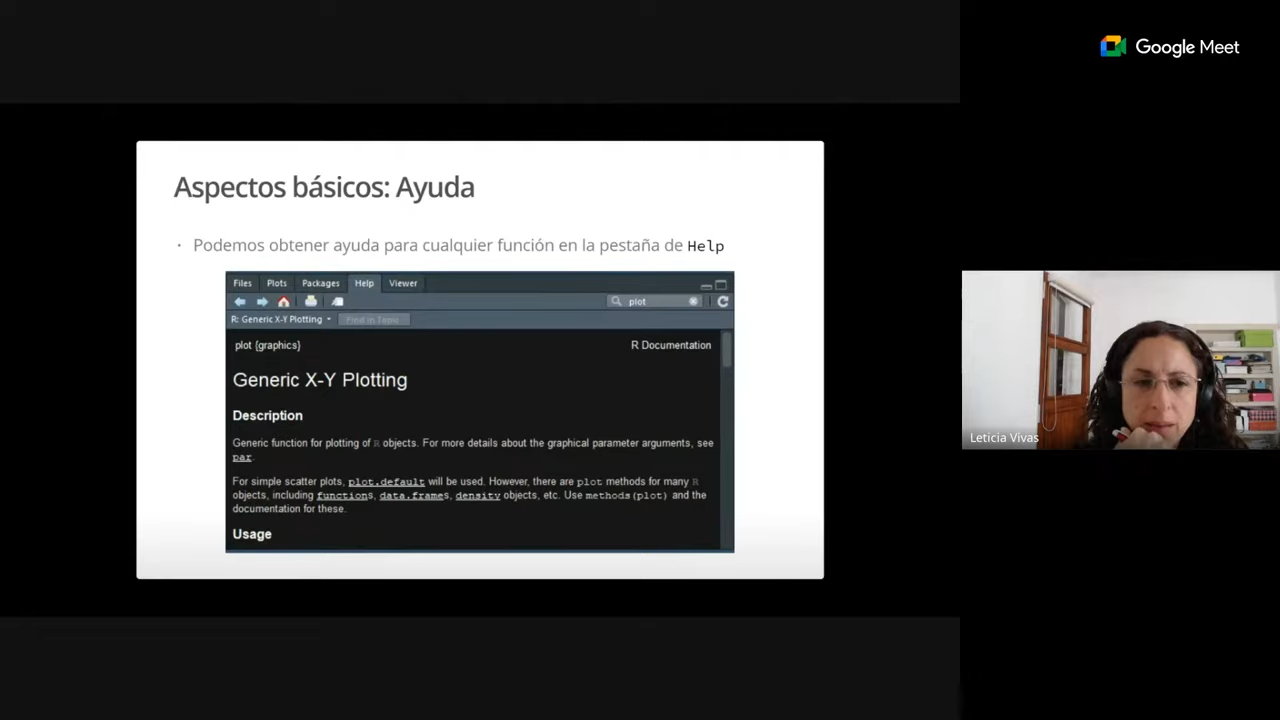 Google Meet
Aspectos básicos: Ayuda
· Podemos obtener ayuda para cualquier función en la pestaña de Help
Files Plots Packages Help Viewer
plot
R: Generic X-Y Plotting Find in Topic
plot {graphics} R Documentation
Generic X-Y Plotting
Description
Generic function for plotting of R objects. For more details about the graphical parameter arguments, see
par.
For simple scatter plots, plot.default will be used. However, there are plot methods for many R
objects, including functions, data.frames, density objects, etc. Use methods(plot) and the
documentation for these.
Usage
Leticia Vivas